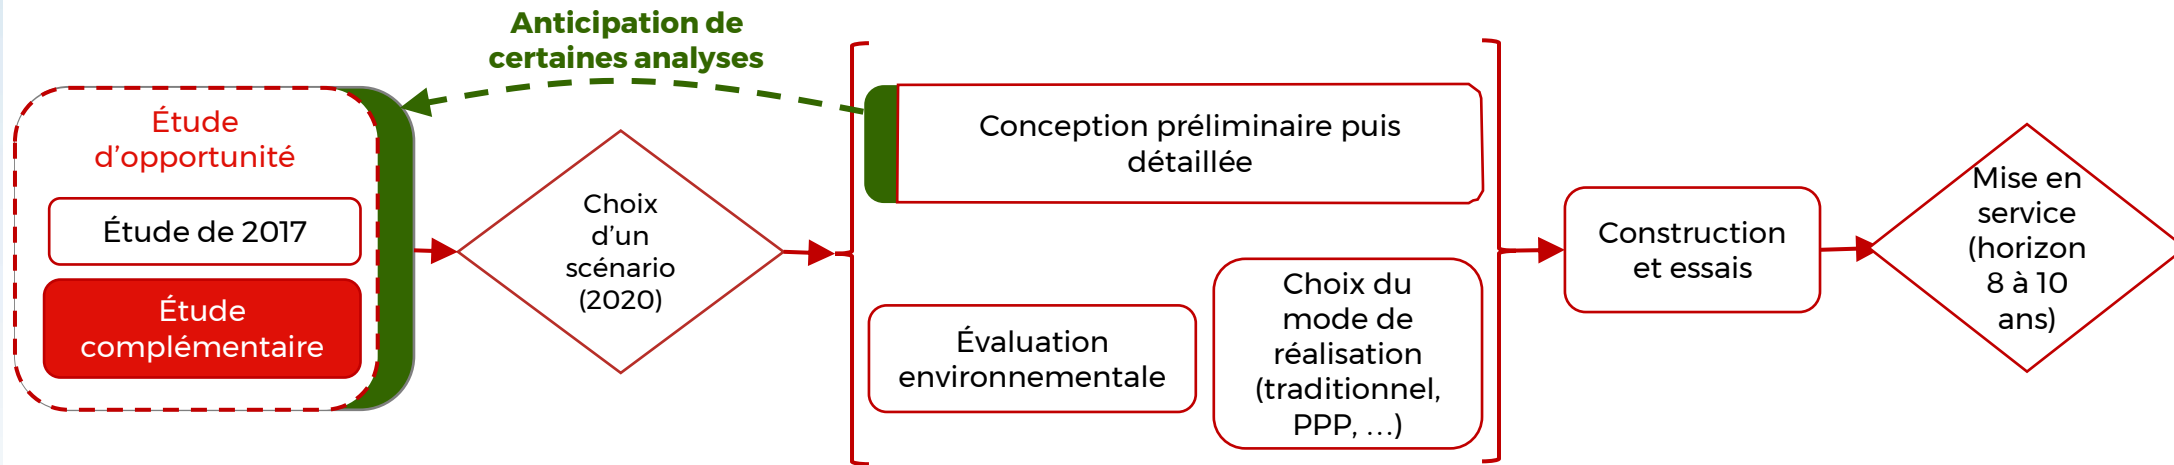 Anticipation de
certaines analyses
Étude
d’opportunité
Étude de 2017
Étude
complémentaire
Choix
d’un
scénario
(2020)
Conception préliminaire puis
détaillée
Évaluation
environnementale
Choix du
mode de
réalisation
(traditionnel,
PPP, …)
Construction
et essais
Mise en
service
(horizon
8 à 10
ans)